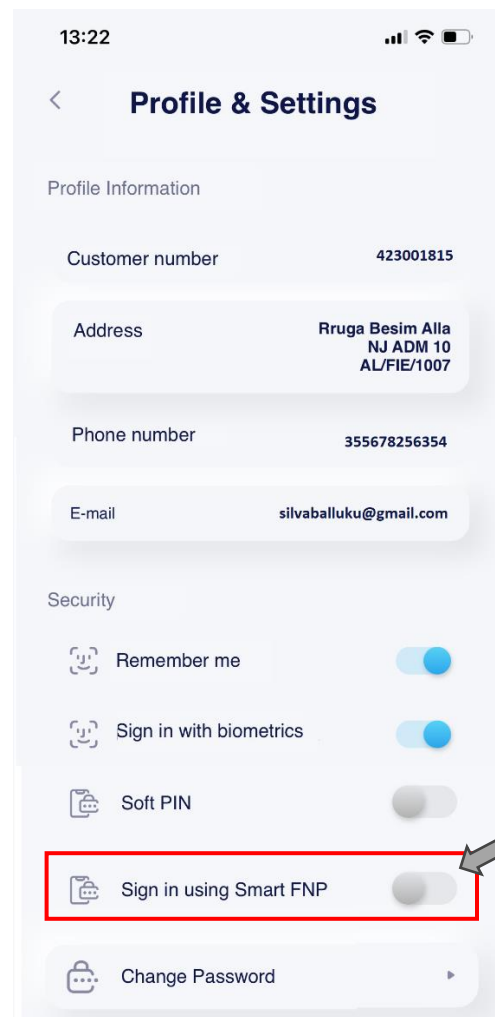 13:22
Profile & Settings
Profile Information
Customer number 423001815
Address Rruga Besim Alla
NJ ADM 10
AL/FIE/1007
Phone number 355678256354
E-mail silvaballuku@gmail.com
Security
Remember me
Sign in with biometrics
Soft PIN
Sign in using Smart FNP
Change Password